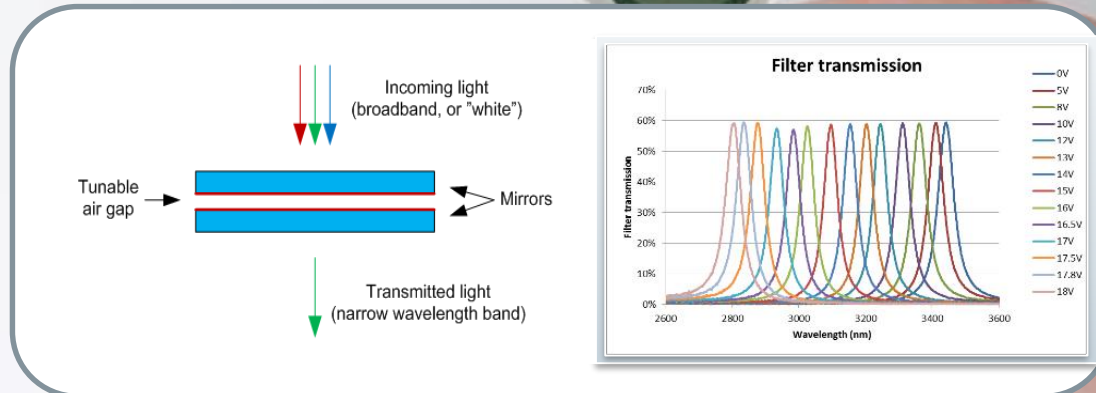 Incoming light
(broadband, or ”white”)
Tunable
air gap
Mirrors
Transmitted light
(narrow wavelength band)
Filter transmission
Filter transmission
70%
60%
50%
40%
30%
20%
10%
0%
2600 2800 3000 3200 3400 3600
Wavelength (nm)
0V
5V
8V
10V
12V
13V
14V
15V
16V
16.5V
17V
17.5V
17.8V
18V